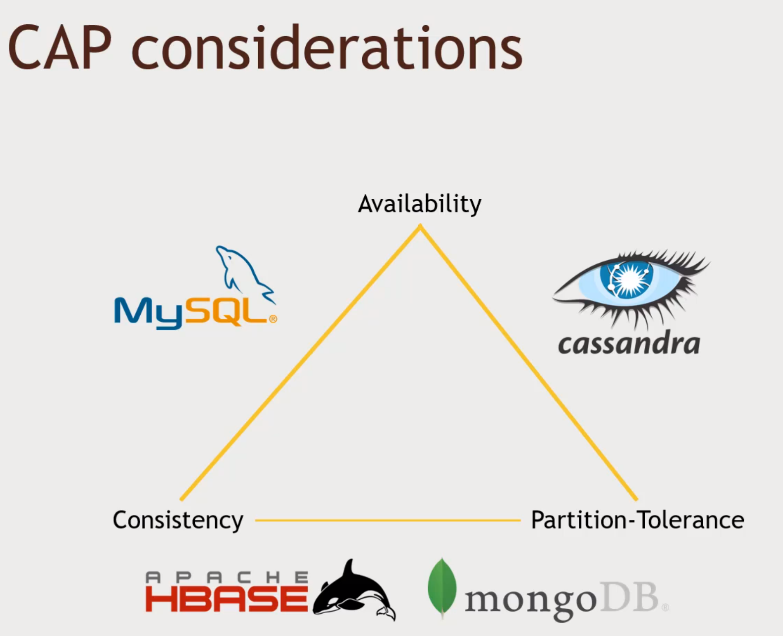 CAP considerations
Availability
MySQL®
cassandra
Consistency
Partition-Tolerance
APACHE
HBASE
mongoDB®